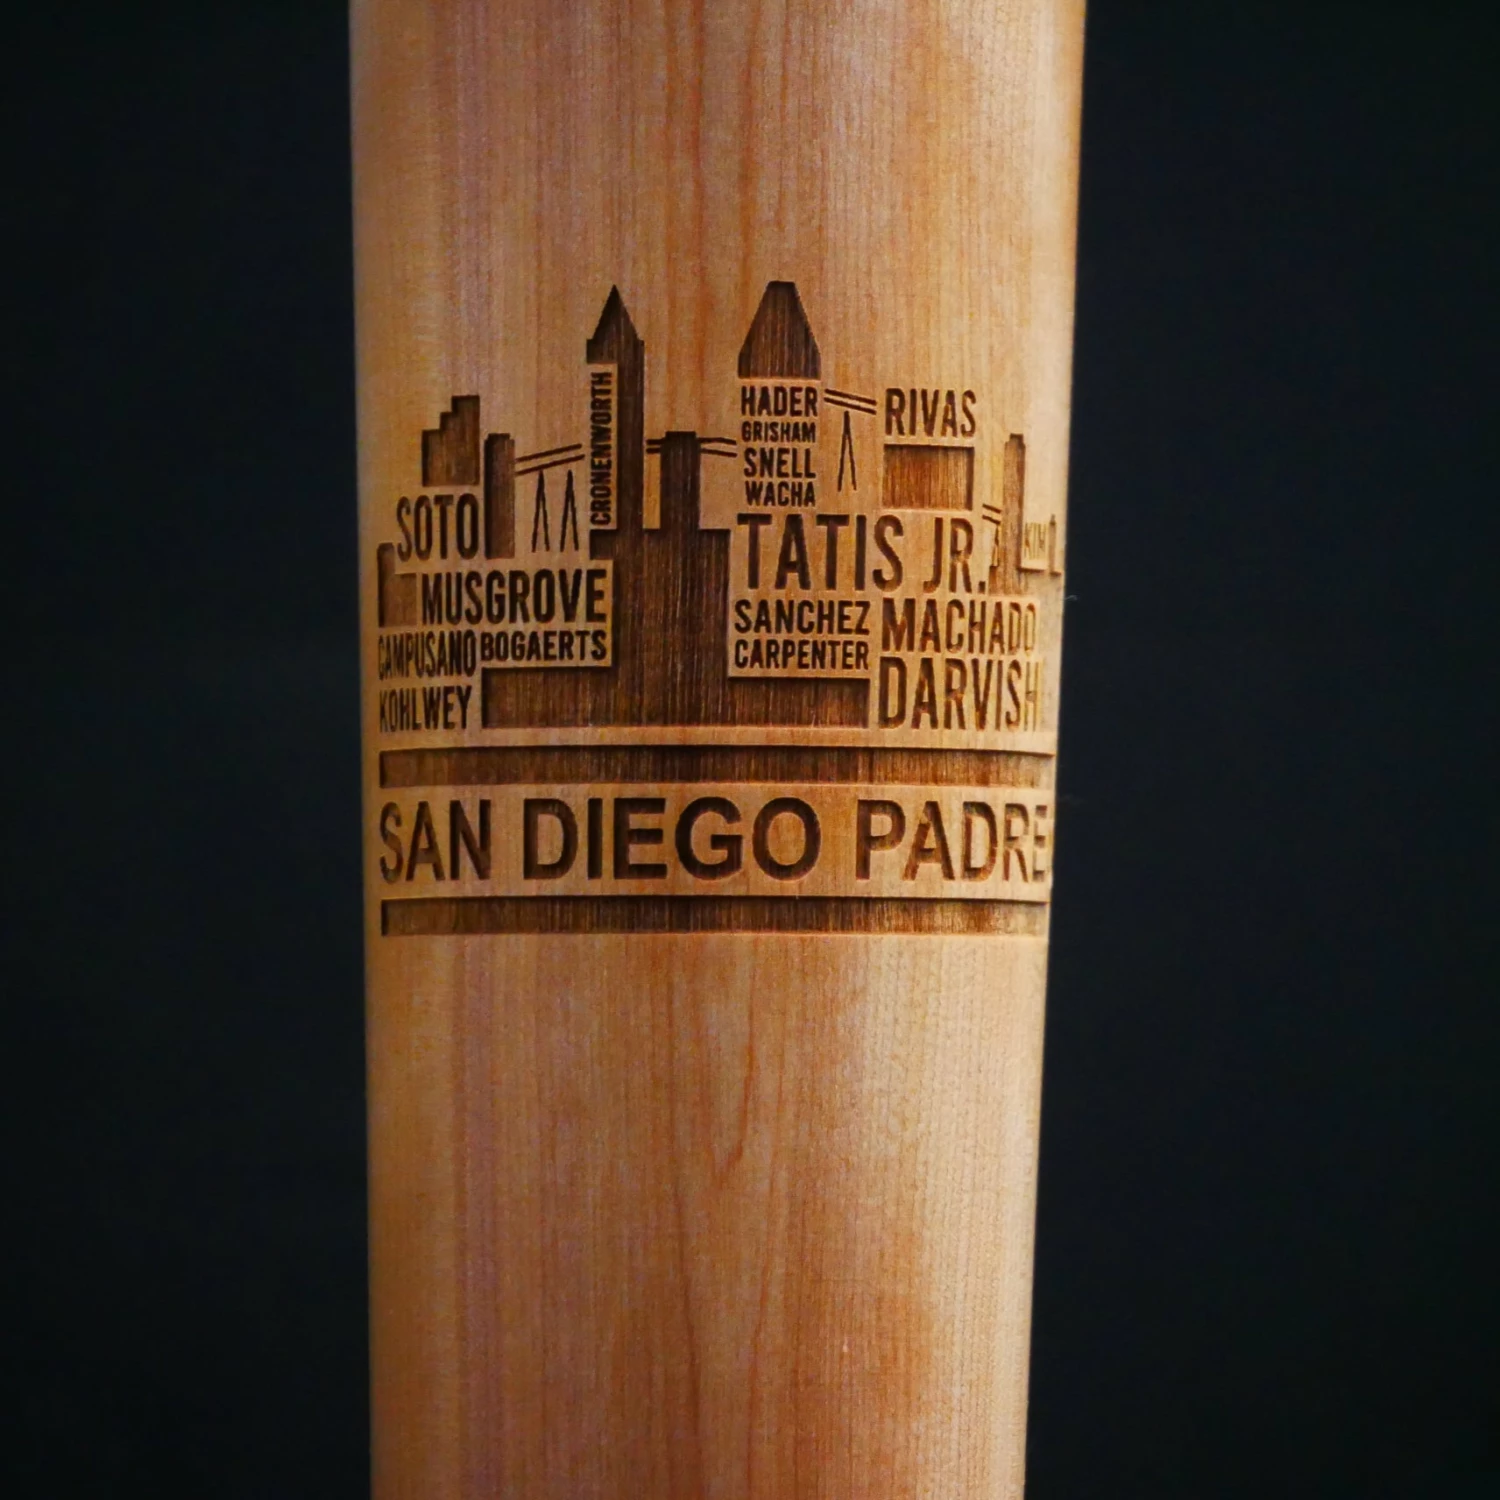 CRONENWORTH
HADER
GRISHAM
SNELL
WACHA
RIVAS
SOTO
TATIS JR.
KIM
MUSGROVE
SANCHEZ
MACHADO
CAMPUSANO
BOGAERTS
CARPENTER
KOHLWEY
DARVISH
SAN DIEGO PADRE